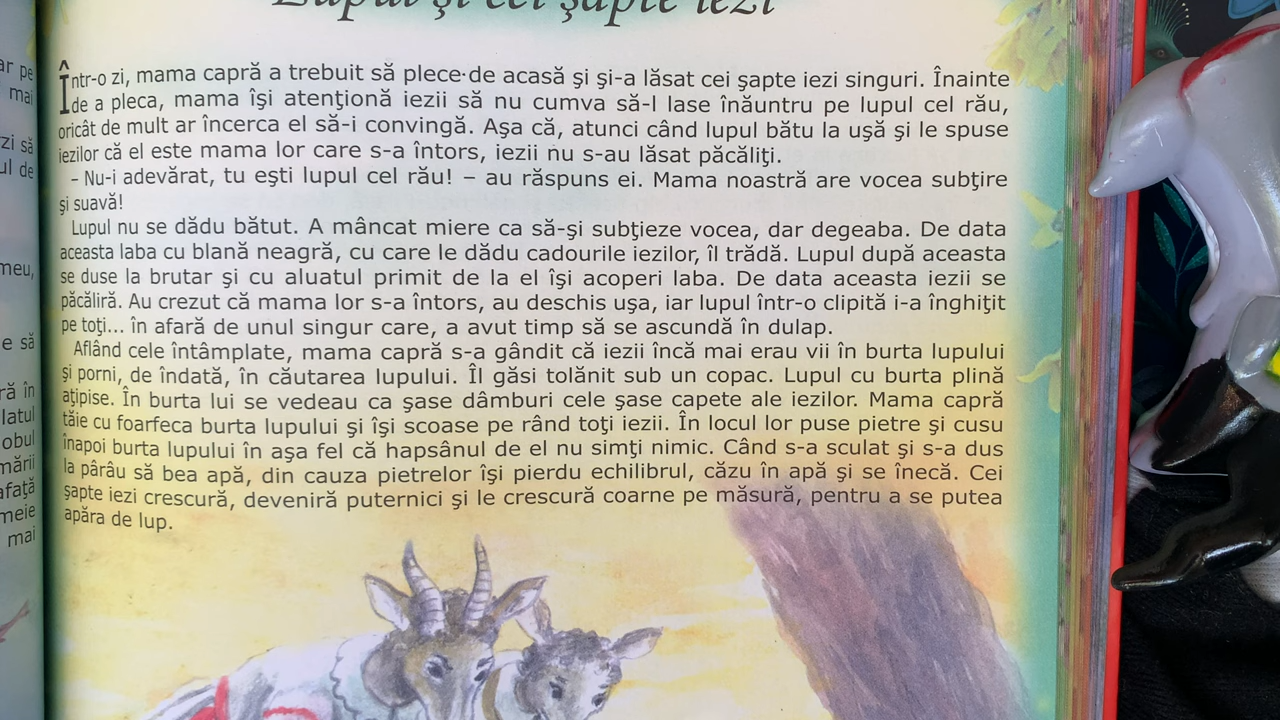 Lupul şi cei şapte iezi
Într-o zi, mama capră a trebuit să plece de acasă şi şi-a lăsat cei şapte iezi singuri. Înainte
de a pleca, mama îşi atenţionă iezii să nu cumva să-l lase înăuntru pe lupul cel rău,
oricât de mult ar încerca el să-i convingă. Aşa că, atunci când lupul bătu la uşă şi le spuse
iezilor că el este mama lor care s-a întors, iezii nu s-au lăsat păcăliţi.
– Nu-i adevărat, tu eşti lupul cel rău! – au răspuns ei. Mama noastră are vocea subţire
şi suavă!
Lupul nu se dădu bătut. A mâncat miere ca să-şi subţieze vocea, dar degeaba. De data
aceasta laba cu blană neagră, cu care le dădu cadourile iezilor, îl trădă. Lupul după aceasta
se duse la brutar şi cu aluatul primit de la el îşi acoperi laba. De data aceasta iezii se
păcăliră. Au crezut că mama lor s-a întors, au deschis uşa, iar lupul într-o clipită i-a înghiţit
pe toţi... în afară de unul singur care, a avut timp să se ascundă în dulap.
Aflând cele întâmplate, mama capră s-a gândit că iezii încă mai erau vii în burta lupului
şi porni, de îndată, în căutarea lupului. Îl găsi tolănit sub un copac. Lupul cu burta plină
aţipise. În burta lui se vedeau ca şase dâmburi cele şase capete ale iezilor. Mama capră
tăie cu foarfeca burta lupului şi îşi scoase pe rând toţi iezii. În locul lor puse pietre şi cusu
înapoi burta lupului în aşa fel că hapsânul de el nu simţi nimic. Când s-a sculat şi s-a dus
la pârâu să bea apă, din cauza pietrelor îşi pierdu echilibrul, căzu în apă şi se înecă. Cei
şapte iezi crescură, deveniră puternici şi le crescură coarne pe măsură, pentru a se putea
apăra de lup.